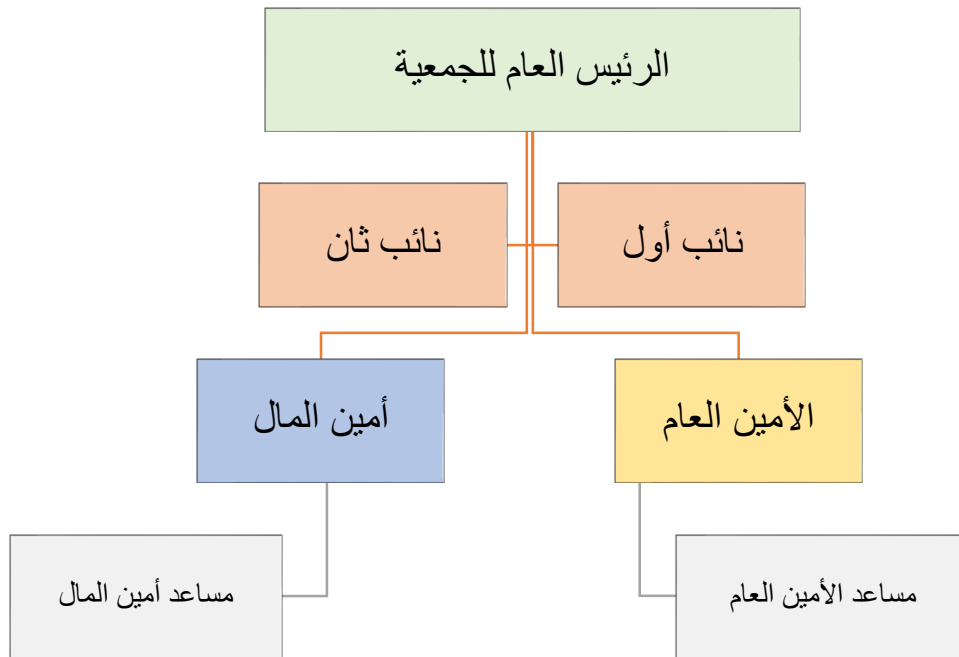 الرئيس العام للجمعية
نائب أول
نائب ثان
الأمين العام
أمين المال
مساعد الأمين العام
مساعد أمين المال